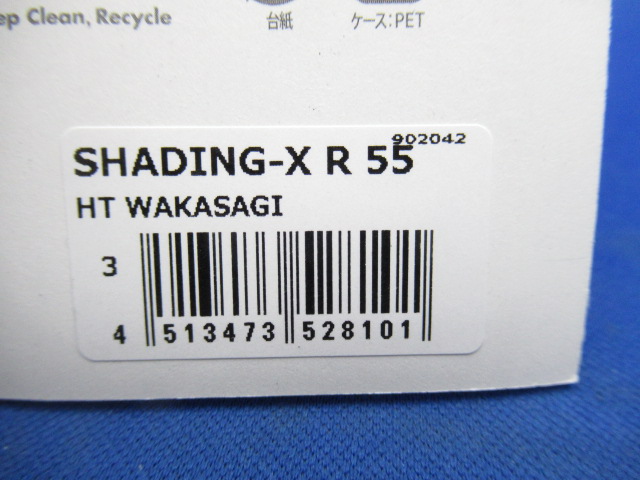 ep Clean, Recycle
台紙
ケース:PET
902042
SHADING-X R 55
HT WAKASAGI
3
4 513473 528101